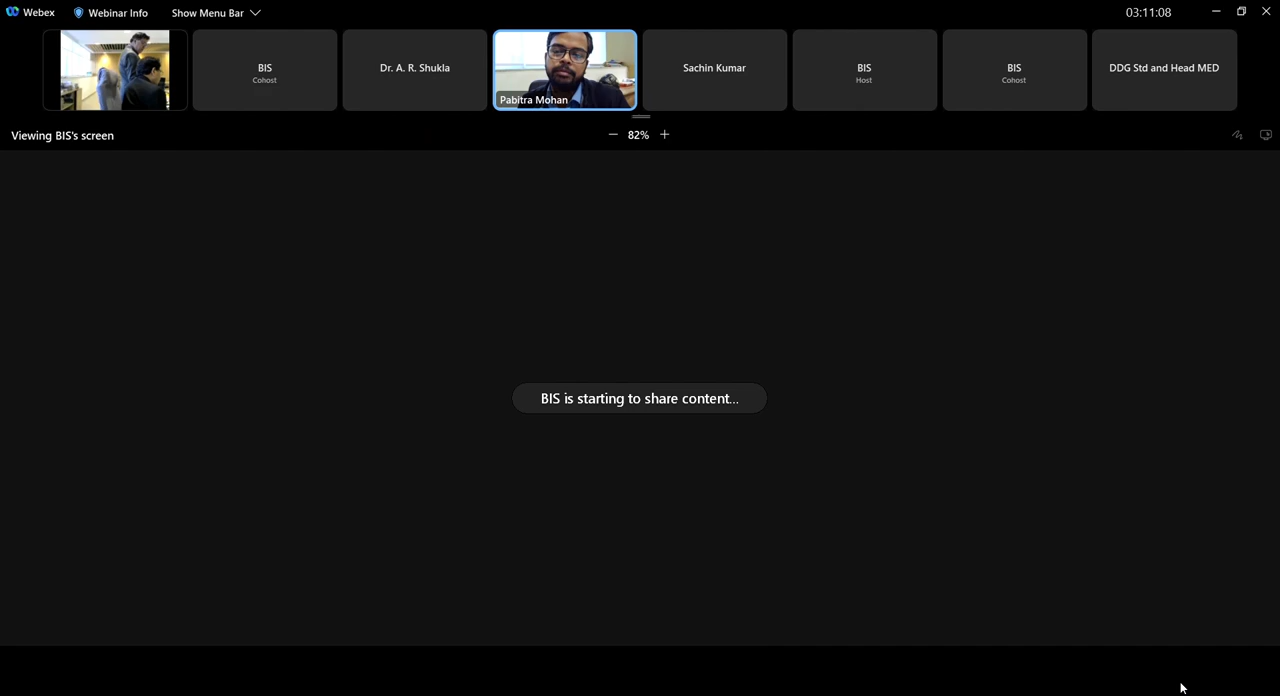 Webex
Webinar Info
Show Menu Bar
03:11:08
BIS
Cohost
Dr. A. R. Shukla
Pabitra Mohan
Sachin Kumar
BIS
Host
BIS
Cohost
DDG Std and Head MED
Viewing BIS's screen
82%
BIS is starting to share content...